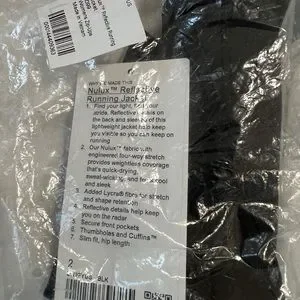 US
Reflective Running
Made in Vietnam
WHY WE MADE THIS
Nulux™ Reflective
Running Jacket
1. Find your light, find your
stride. Reflective details on
the back and sleeves of this
lightweight jacket help keep
you visible so you can keep on
running
2. Our Nulux™ fabric with
engineered four-way stretch
provides weightless coverage
that's quick-drying,
sweat-wicking, and feels cool
and sleek
3. Added Lycra® fibre for stretch
and shape retention
4. Reflective details help keep
you on the radar
5. Secure front pockets
6. Thumbholes and Cuffins™
7. Slim fit, hip length
2
BLK